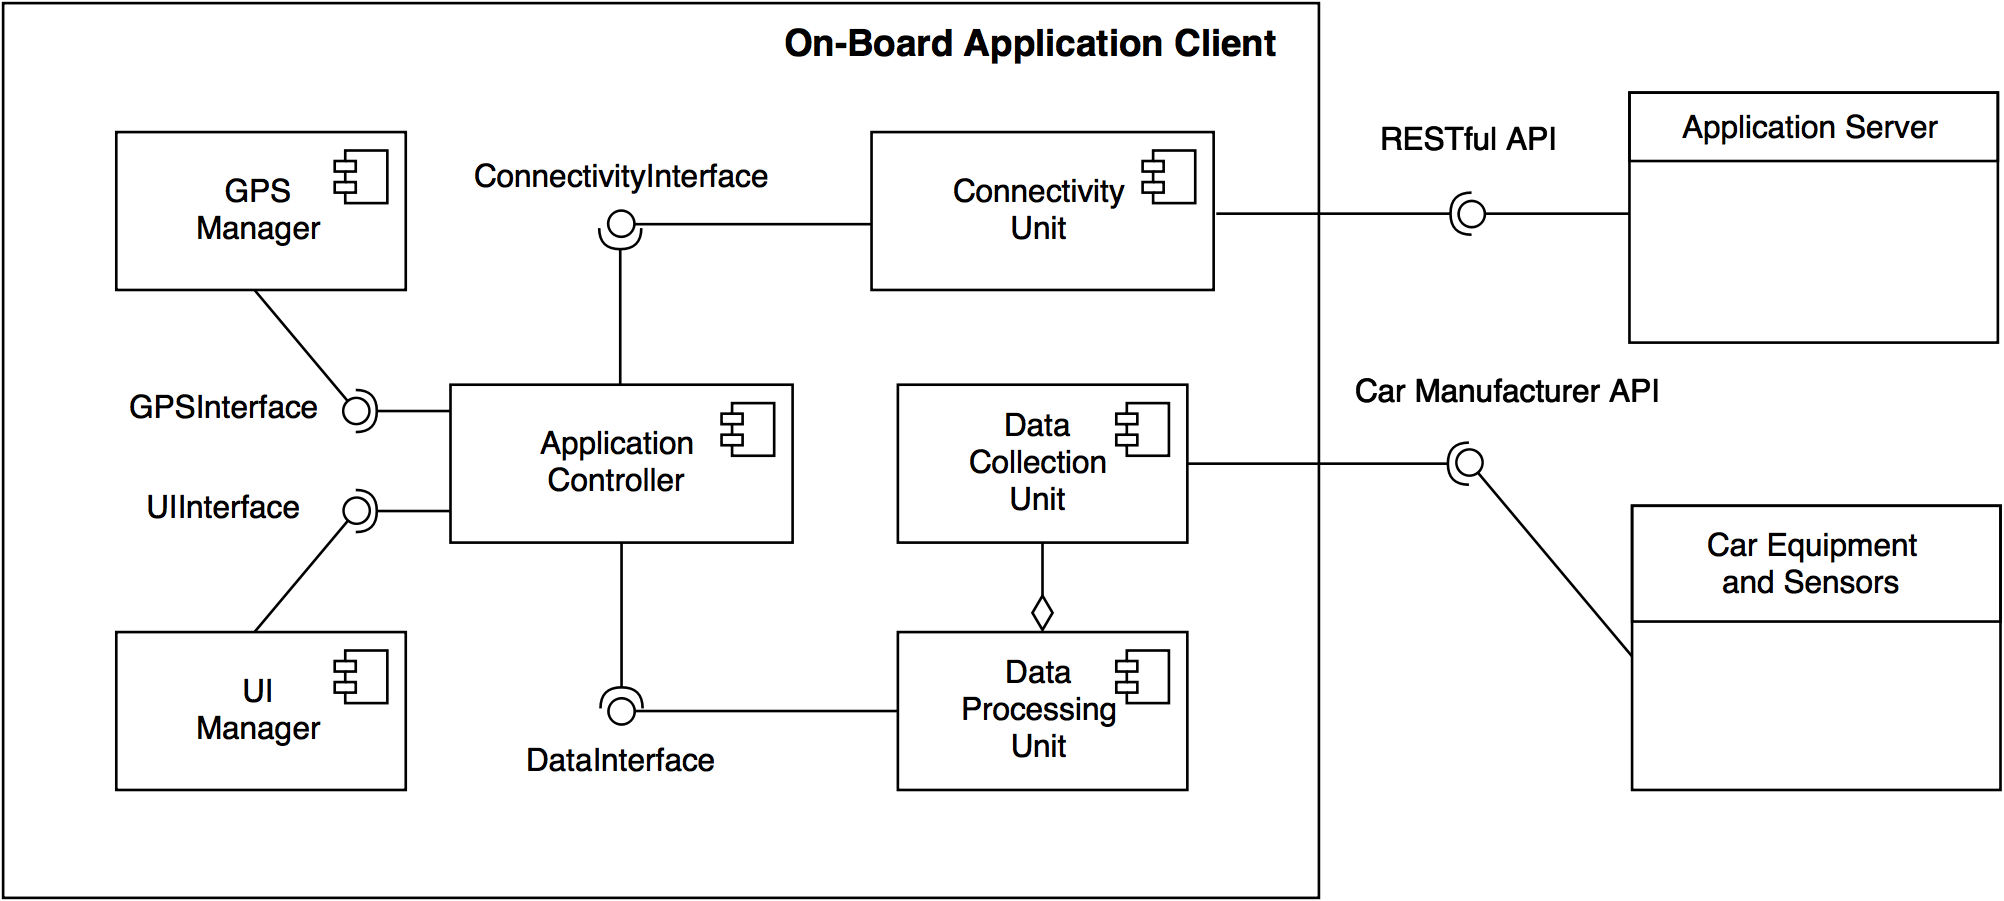 On-Board Application Client
GPS
Manager
ConnectivityInterface
Connectivity
Unit
RESTful API
Application Server
GPSInterface
UIInterface
Application
Controller
Data
Collection
Unit
Car Manufacturer API
Car Equipment
and Sensors
UI
Manager
DataInterface
Data
Processing
Unit